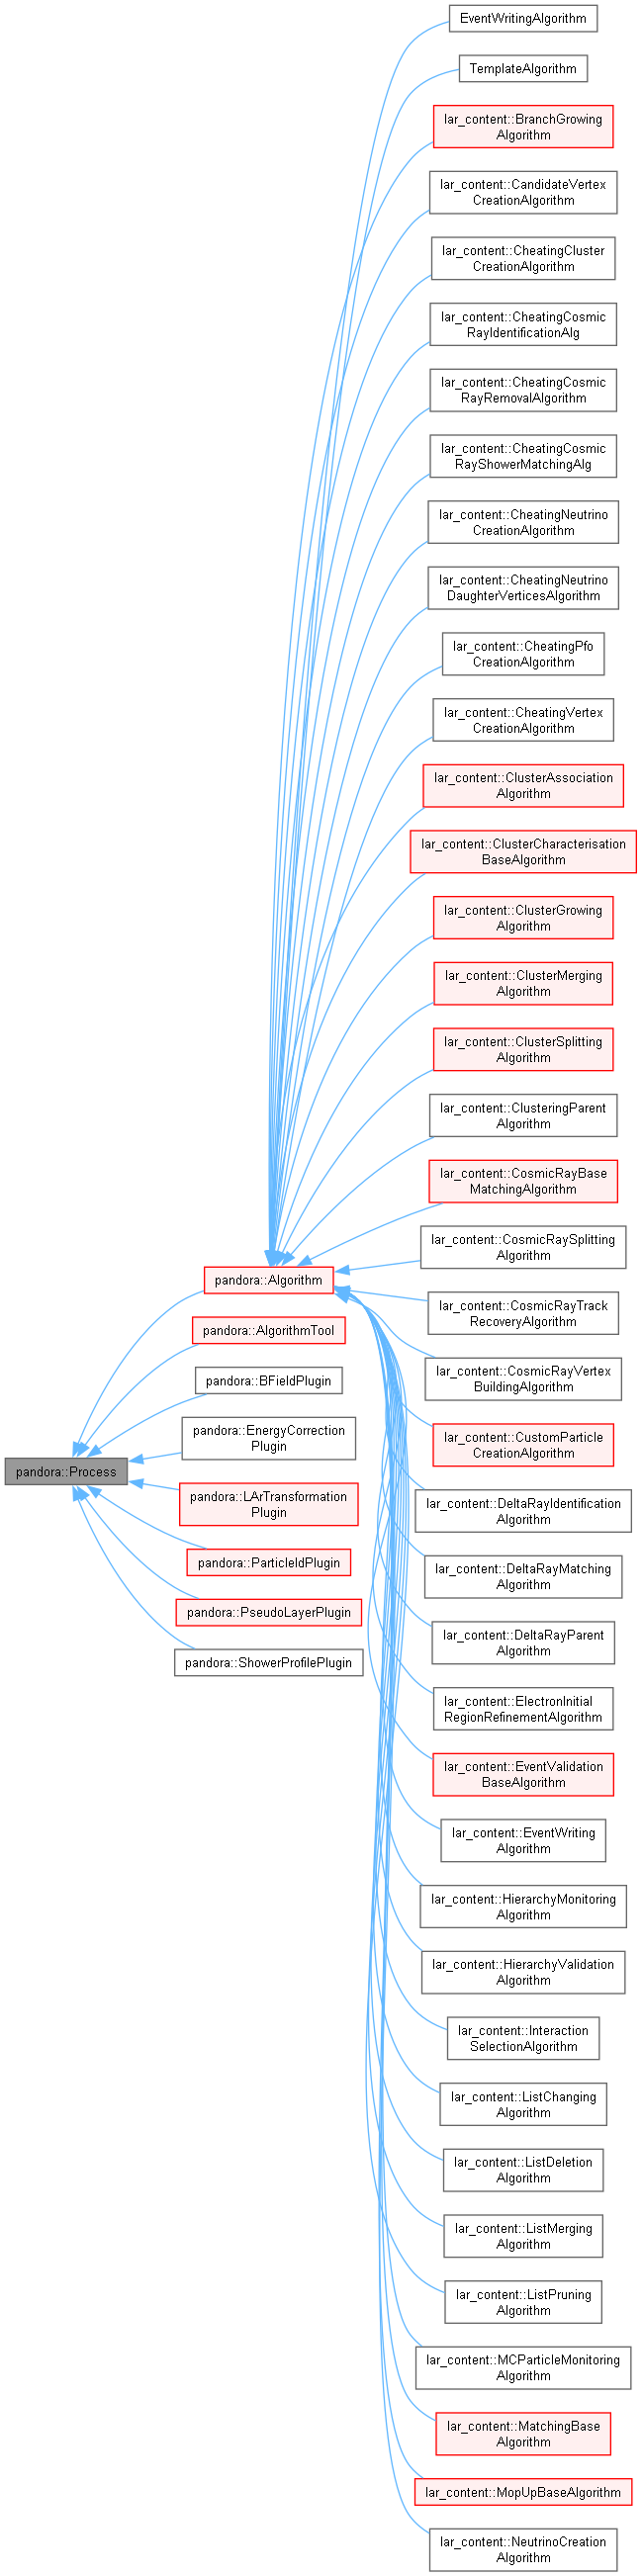 EventWritingAlgorithm
TemplateAlgorithm
lar_content::BranchGrowing
Algorithm
lar_content::CandidateVertex
CreationAlgorithm
lar_content::CheatingCluster
CreationAlgorithm
lar_content::CheatingCosmic
RayIdentificationAlg
lar_content::CheatingCosmic
RayRemovalAlgorithm
lar_content::CheatingCosmic
RayShowerMatchingAlg
lar_content::CheatingNeutrino
CreationAlgorithm
lar_content::CheatingNeutrino
DaughterVerticesAlgorithm
lar_content::CheatingPfo
CreationAlgorithm
lar_content::CheatingVertex
CreationAlgorithm
lar_content::ClusterAssociation
Algorithm
lar_content::ClusterCharacterisation
BaseAlgorithm
lar_content::ClusterGrowing
Algorithm
lar_content::ClusterMerging
Algorithm
lar_content::ClusterSplitting
Algorithm
lar_content::ClusteringParent
Algorithm
lar_content::CosmicRayBase
MatchingAlgorithm
lar_content::CosmicRaySplitting
Algorithm
pandora::Algorithm
lar_content::CosmicRayTrack
RecoveryAlgorithm
pandora::AlgorithmTool
lar_content::CosmicRayVertex
BuildingAlgorithm
pandora::BFieldPlugin
pandora::EnergyCorrection
Plugin
lar_content::CustomParticle
CreationAlgorithm
pandora::Process
pandora::LArTransformation
Plugin
lar_content::DeltaRayIdentification
Algorithm
pandora::ParticleIdPlugin
lar_content::DeltaRayMatching
Algorithm
pandora::PseudoLayerPlugin
lar_content::DeltaRayParent
Algorithm
pandora::ShowerProfilePlugin
lar_content::ElectronInitial
RegionRefinementAlgorithm
lar_content::EventValidation
BaseAlgorithm
lar_content::EventWriting
Algorithm
lar_content::HierarchyMonitoring
Algorithm
lar_content::HierarchyValidation
Algorithm
lar_content::Interaction
SelectionAlgorithm
lar_content::ListChanging
Algorithm
lar_content::ListDeletion
Algorithm
lar_content::ListMerging
Algorithm
lar_content::ListPruning
Algorithm
lar_content::MCParticleMonitoring
Algorithm
lar_content::MatchingBase
Algorithm
lar_content::MopUpBaseAlgorithm
lar_content::NeutrinoCreation
Algorithm